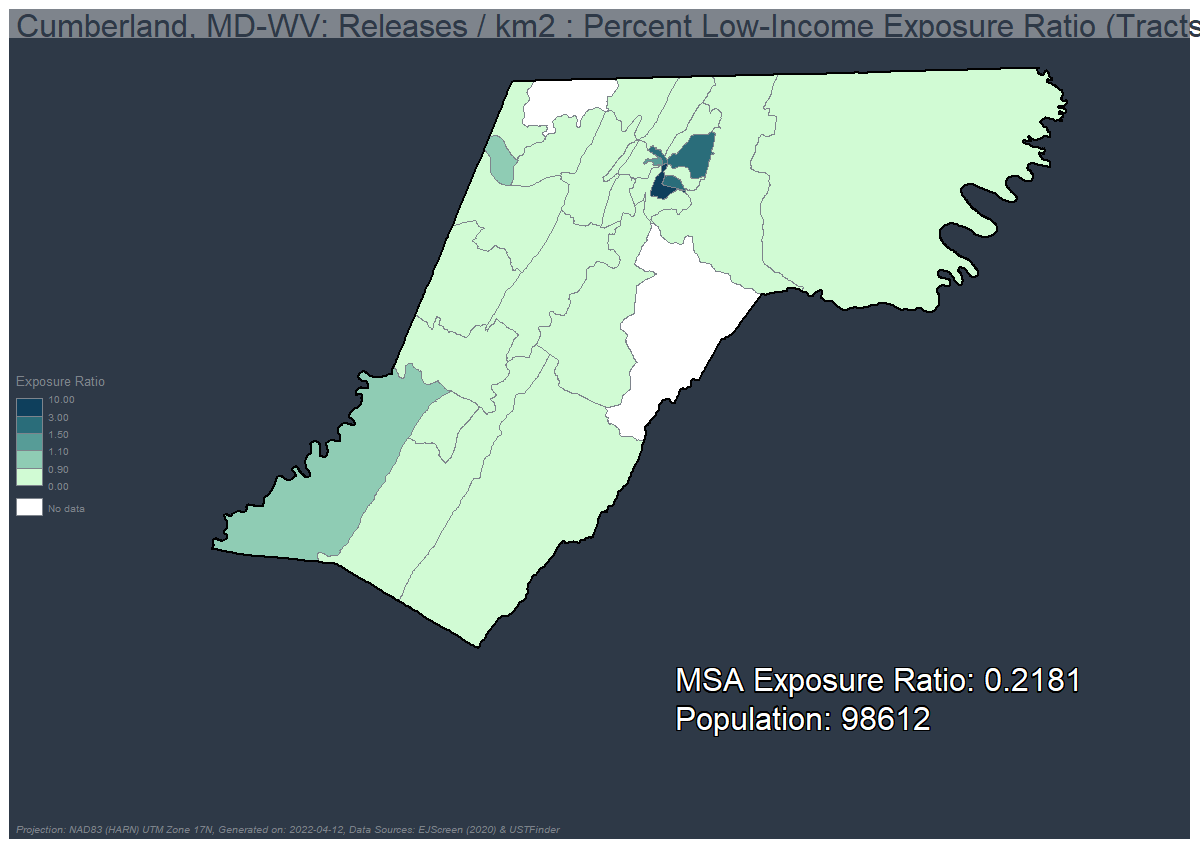 Cumberland, MD-WV: Releases / km2 : Percent Low-Income Exposure Ratio (Tracts
Exposure Ratio
10.00
3.00
1.50
1.10
0.90
0.00
No data
MSA Exposure Ratio: 0.2181
Population: 98612
Projection: NAD83 (HARN) UTM Zone 17N, Generated on: 2022-04-12, Data Sources: EJScreen (2020) & USTFinder